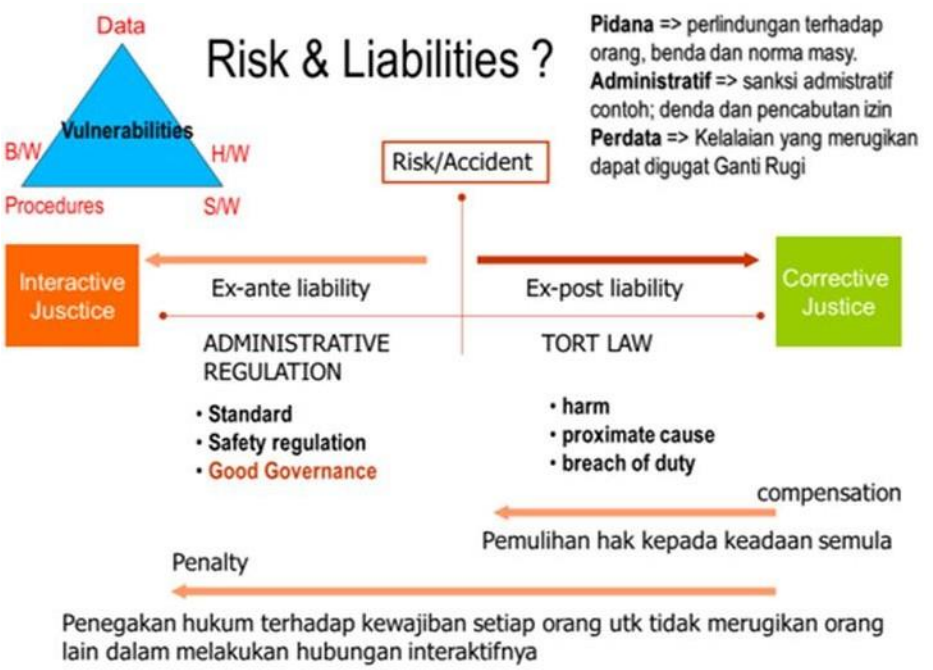 Data
Vulnerabilities
B/W
H/W
Procedures
S/W
Risk & Liabilities ?
Pidana => perlindungan terhadap
orang, benda dan norma masy.
Administratif => sanksi admistratif
contoh; denda dan pencabutan izin
Perdata => Kelalaian yang merugikan
dapat digugat Ganti Rugi
Risk/Accident
Interactive
Jusctice
Ex-ante liability
Ex-post liability
Corrective
Justice
ADMINISTRATIVE
REGULATION
• Standard
• Safety regulation
• Good Governance
TORT LAW
• harm
• proximate cause
• breach of duty
compensation
Pemulihan hak kepada keadaan semula
Penalty
Penegakan hukum terhadap kewajiban setiap orang utk tidak merugikan orang
lain dalam melakukan hubungan interaktifnya